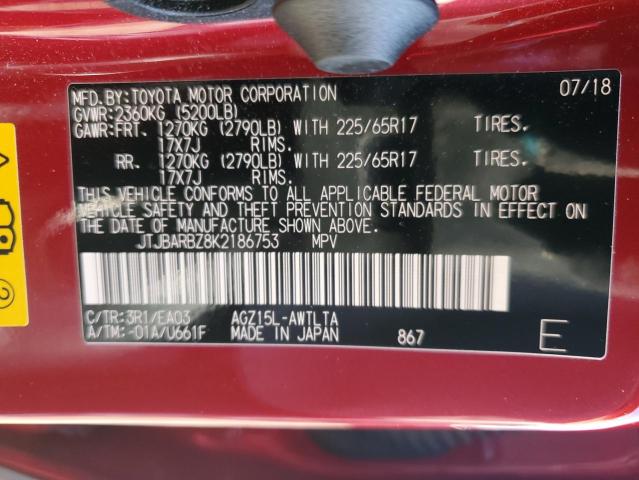 MFD.BY:TOYOTA MOTOR CORPORATION 07/18
GVWR:2360KG (5200LB)
GAWR:FRT. 1270KG (2790LB) WITH 225/65R17 TIRES.
17X7J RIMS.
RR. 1270KG (2790LB) WITH 225/65R17 TIRES.
17X7J RIMS.
THIS VEHICLE CONFORMS TO ALL APPLICABLE FEDERAL MOTOR
VEHICLE SAFETY AND THEFT PREVENTION STANDARDS IN EFFECT ON
THE DATE OF MANUFACTURE SHOWN ABOVE.
JTJBARBZ8K2186753 MPV
C/TR:3R1/EA03 AGZ15L-AWTLTA
A/TM:-01A/U661F MADE IN JAPAN 867 E